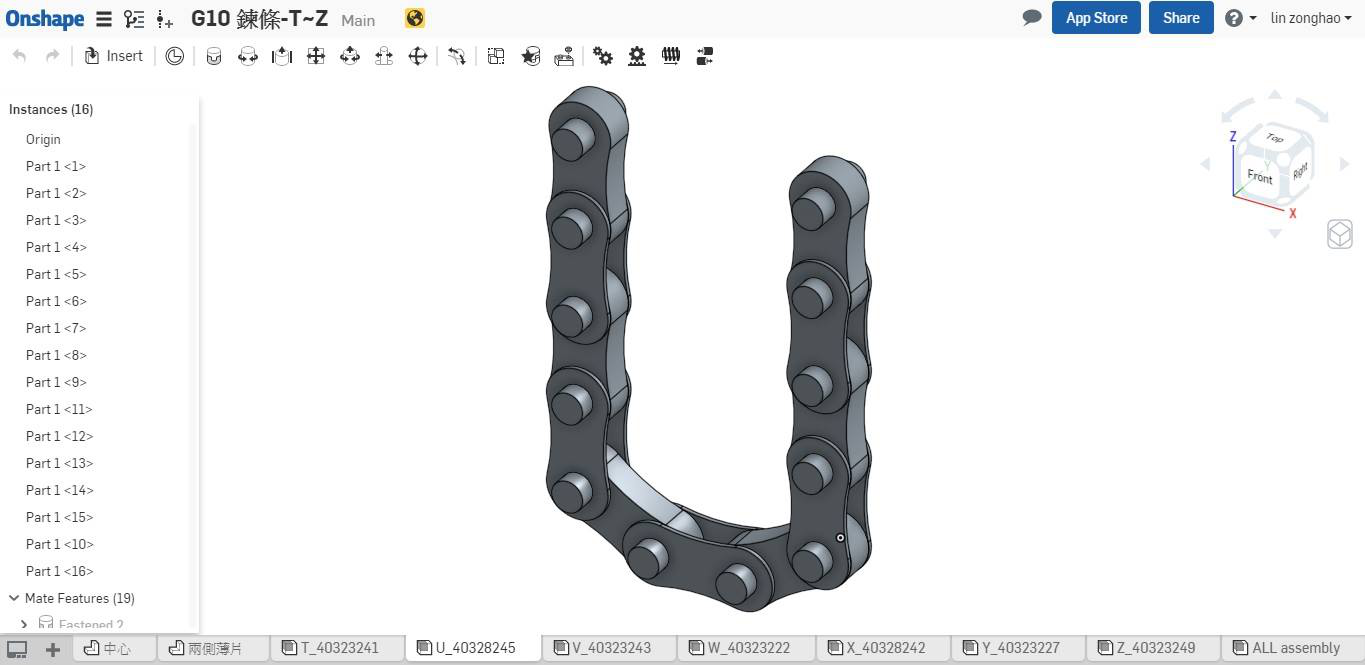 Onshape G10 鍊條-T~Z Main App Store Share lin zonghao
Insert
Instances (16)
Origin
Part 1 <1>
Part 1 <2>
Part 1 <3>
Part 1 <4>
Part 1 <5>
Part 1 <6>
Part 1 <7>
Part 1 <8>
Part 1 <9>
Part 1 <11>
Part 1 <12>
Part 1 <13>
Part 1 <14>
Part 1 <15>
Part 1 <10>
Part 1 <16>
Mate Features (19)
Fastened 2
Z
Top
Y
Front
Right
X
中心 兩側薄片 T_40323241 U_40328245 V_40323243 W_40323222 X_40328242 Y_40323227 Z_40323249 ALL assembly